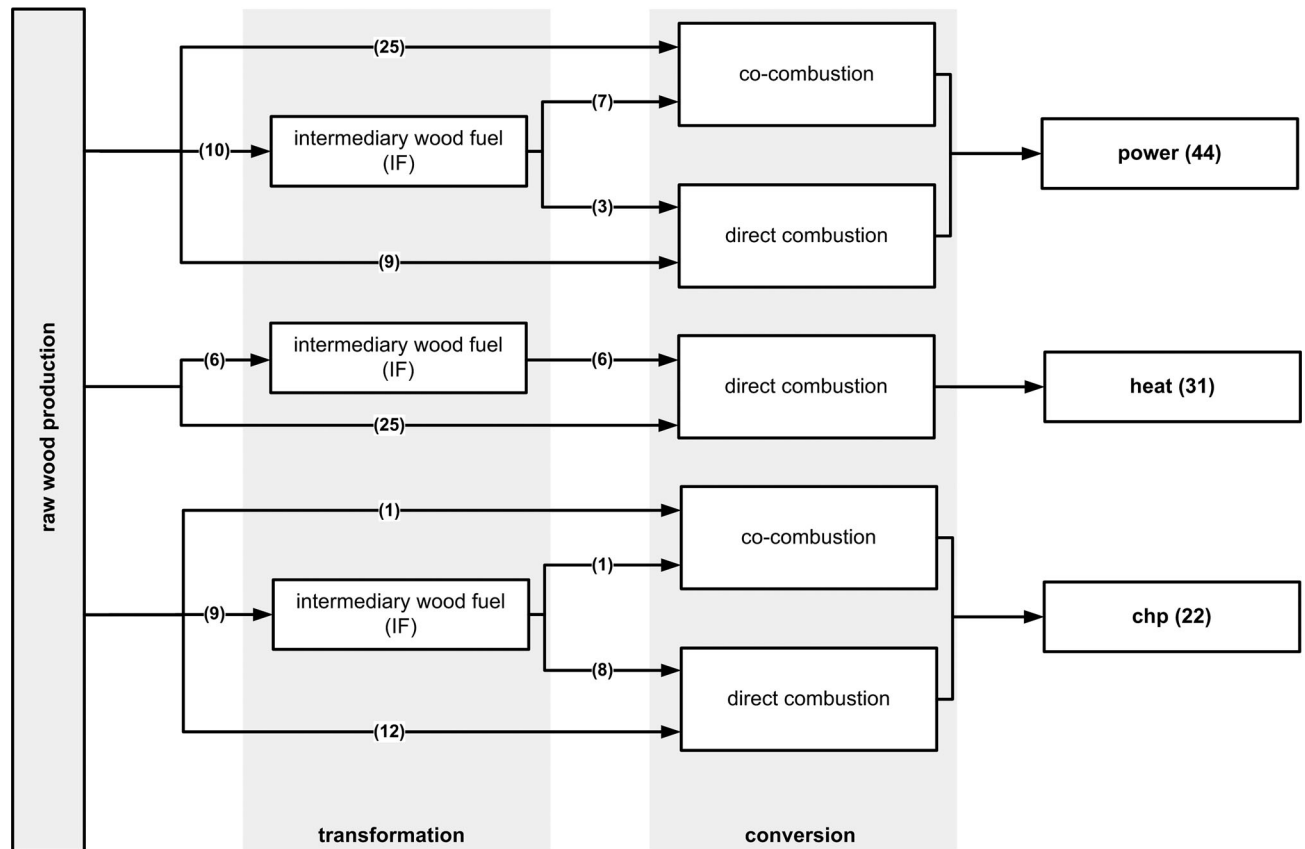 raw wood production
(25)
co-combustion
(7)
(10)
intermediary wood fuel
(IF)
power (44)
(3)
direct combustion
(9)
(6)
intermediary wood fuel
(IF)
(6)
direct combustion
heat (31)
(25)
(1)
co-combustion
(1)
(9)
intermediary wood fuel
(IF)
chp (22)
(8)
direct combustion
(12)
transformation
conversion